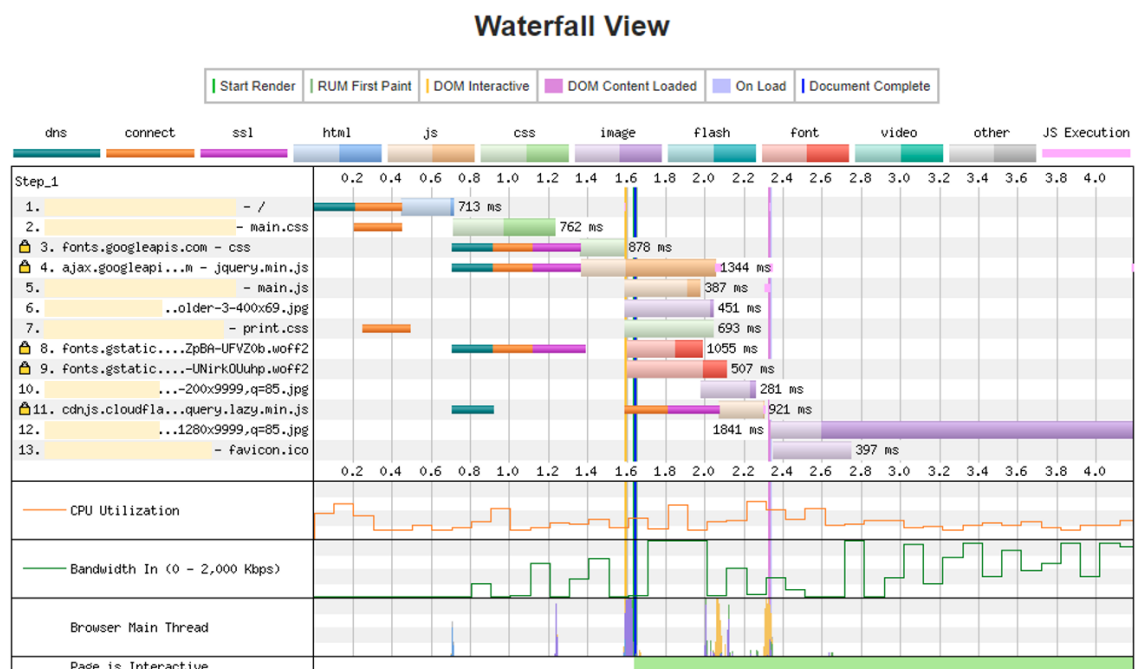 Waterfall View
Start Render RUM First Paint DOM Interactive DOM Content Loaded On Load Document Complete
dns connect ssl html js css image flash font video other JS Execution
Step_1 0.2 0.4 0.6 0.8 1.0 1.2 1.4 1.6 1.8 2.0 2.2 2.4 2.6 2.8 3.0 3.2 3.4 3.6 3.8 4.0
1. - / 713 ms
2. - main.css 762 ms
3. fonts.googleapis.com - css 878 ms
4. ajax.googleapi...m - jquery.min.js 1344 ms
5. - main.js 387 ms
6. ..older-3-400x69.jpg 451 ms
7. - print.css 693 ms
8. fonts.gstatic....ZpBA-UFVZ0b.woff2 1055 ms
9. fonts.gstatic....-UNirkOUuhp.woff2 507 ms
10. ...-200x9999,q=85.jpg 281 ms
11. cdnjs.cloudfla...query.lazy.min.js 921 ms
12. ...1280x9999,q=85.jpg 1841 ms
13. - favicon.ico 397 ms
0.2 0.4 0.6 0.8 1.0 1.2 1.4 1.6 1.8 2.0 2.2 2.4 2.6 2.8 3.0 3.2 3.4 3.6 3.8 4.0
CPU Utilization
Bandwidth In (0 - 2,000 Kbps)
Browser Main Thread
Page is Interactive